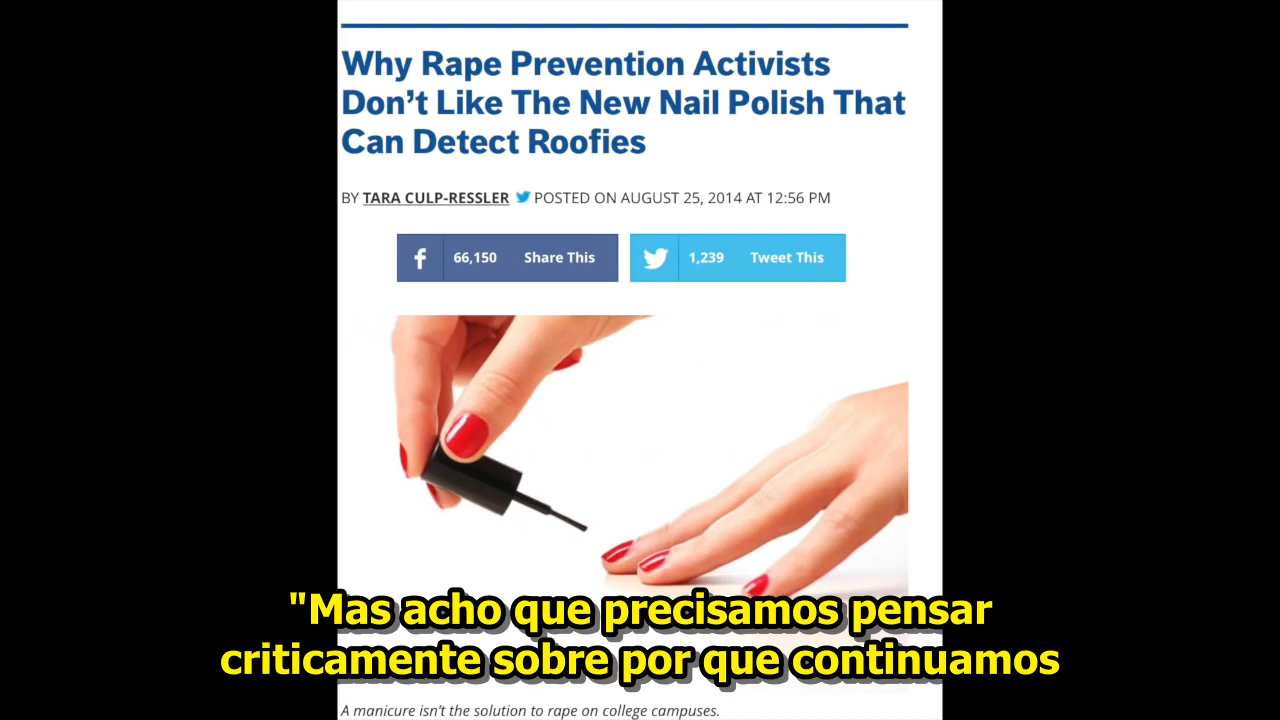 Why Rape Prevention Activists
Don’t Like The New Nail Polish That
Can Detect Roofies
BY TARA CULP-RESSLER POSTED ON AUGUST 25, 2014 AT 12:56 PM
66,150 Share This 1,239 Tweet This
"Mas acho que precisamos pensar
criticamente sobre por que continuamos
A manicure isn’t the solution to rape on college campuses.